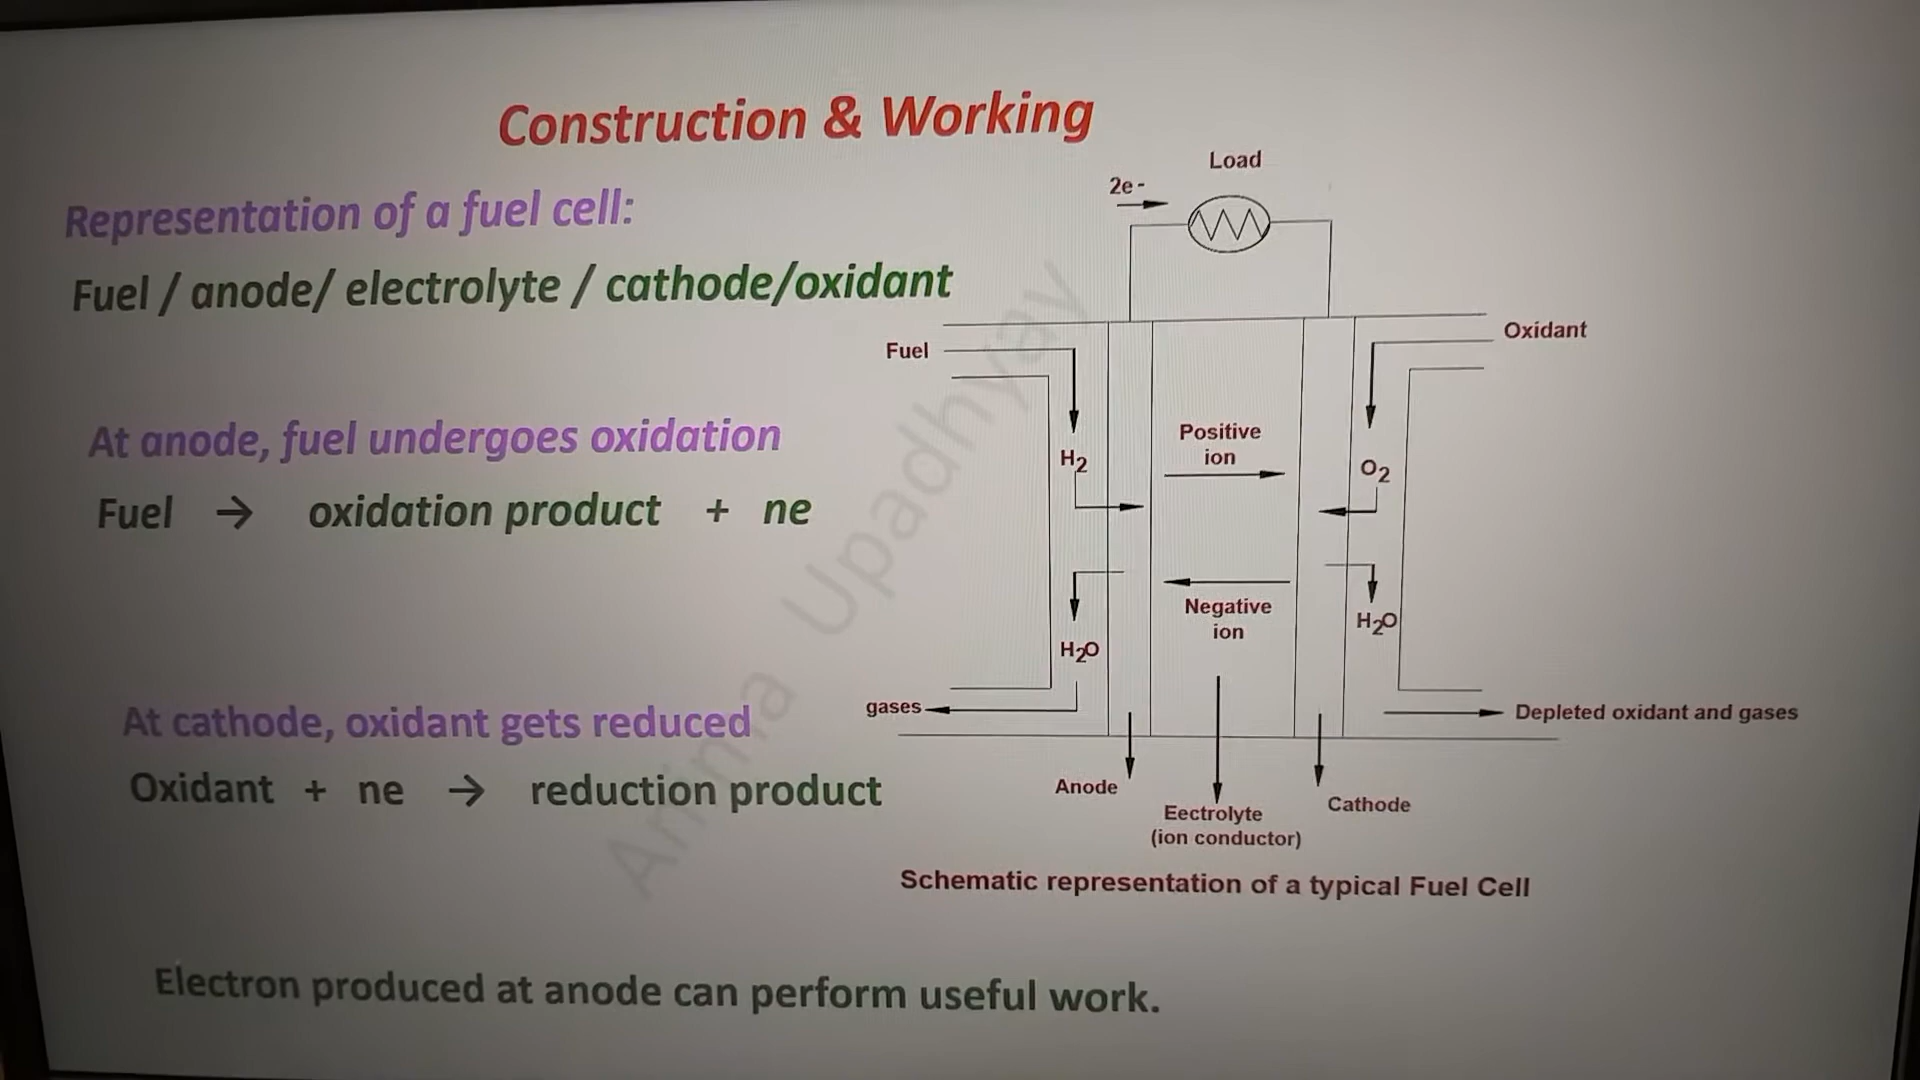 Construction & Working
Representation of a fuel cell:
Fuel / anode/ electrolyte / cathode/oxidant
At anode, fuel undergoes oxidation
Fuel → oxidation product + ne
At cathode, oxidant gets reduced
Oxidant + ne → reduction product
Load
2e-
Fuel
Oxidant
Positive
ion
H2
O2
Negative
ion
H2O
H2O
gases
Depleted oxidant and gases
Anode
Eectrolyte
(ion conductor)
Cathode
Schematic representation of a typical Fuel Cell
Electron produced at anode can perform useful work.
Upadhyay